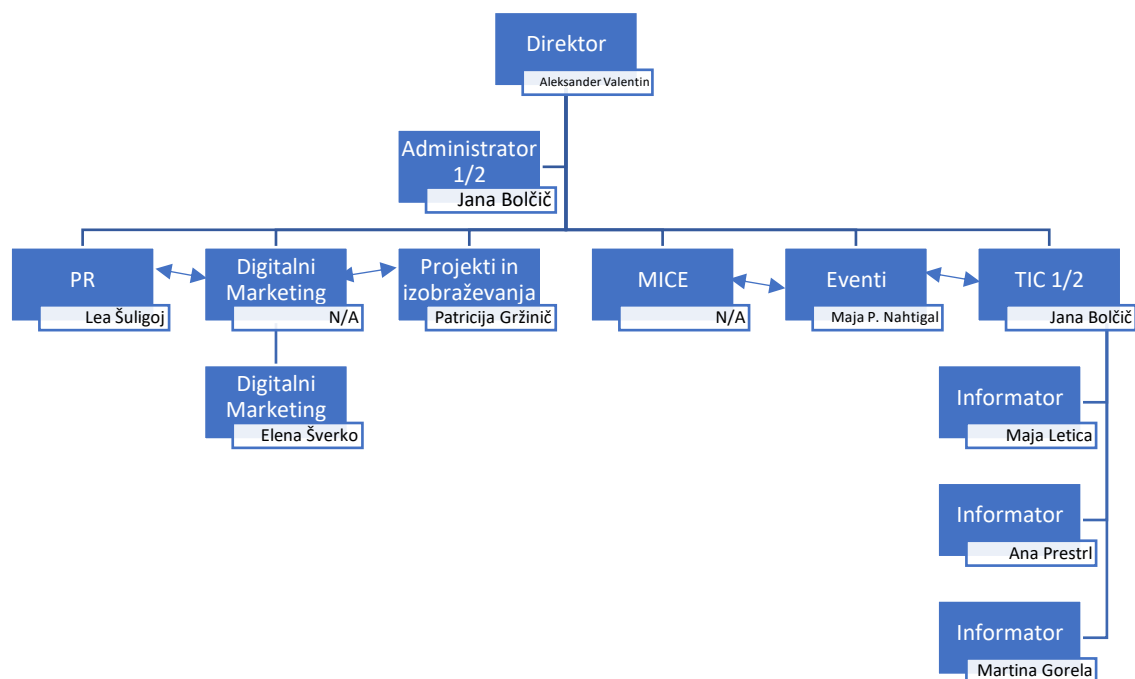 Direktor
Aleksander Valentin
Administrator
1/2
Jana Bolčič
PR
Lea Šuligoj
Digitalni
Marketing
N/A
Projekti in
izobraževanja
Patricija Gržinič
MICE
N/A
Eventi
Maja P. Nahtigal
TIC 1/2
Jana Bolčič
Digitalni
Marketing
Elena Šverko
Informator
Maja Letica
Informator
Ana Prestrl
Informator
Martina Gorela